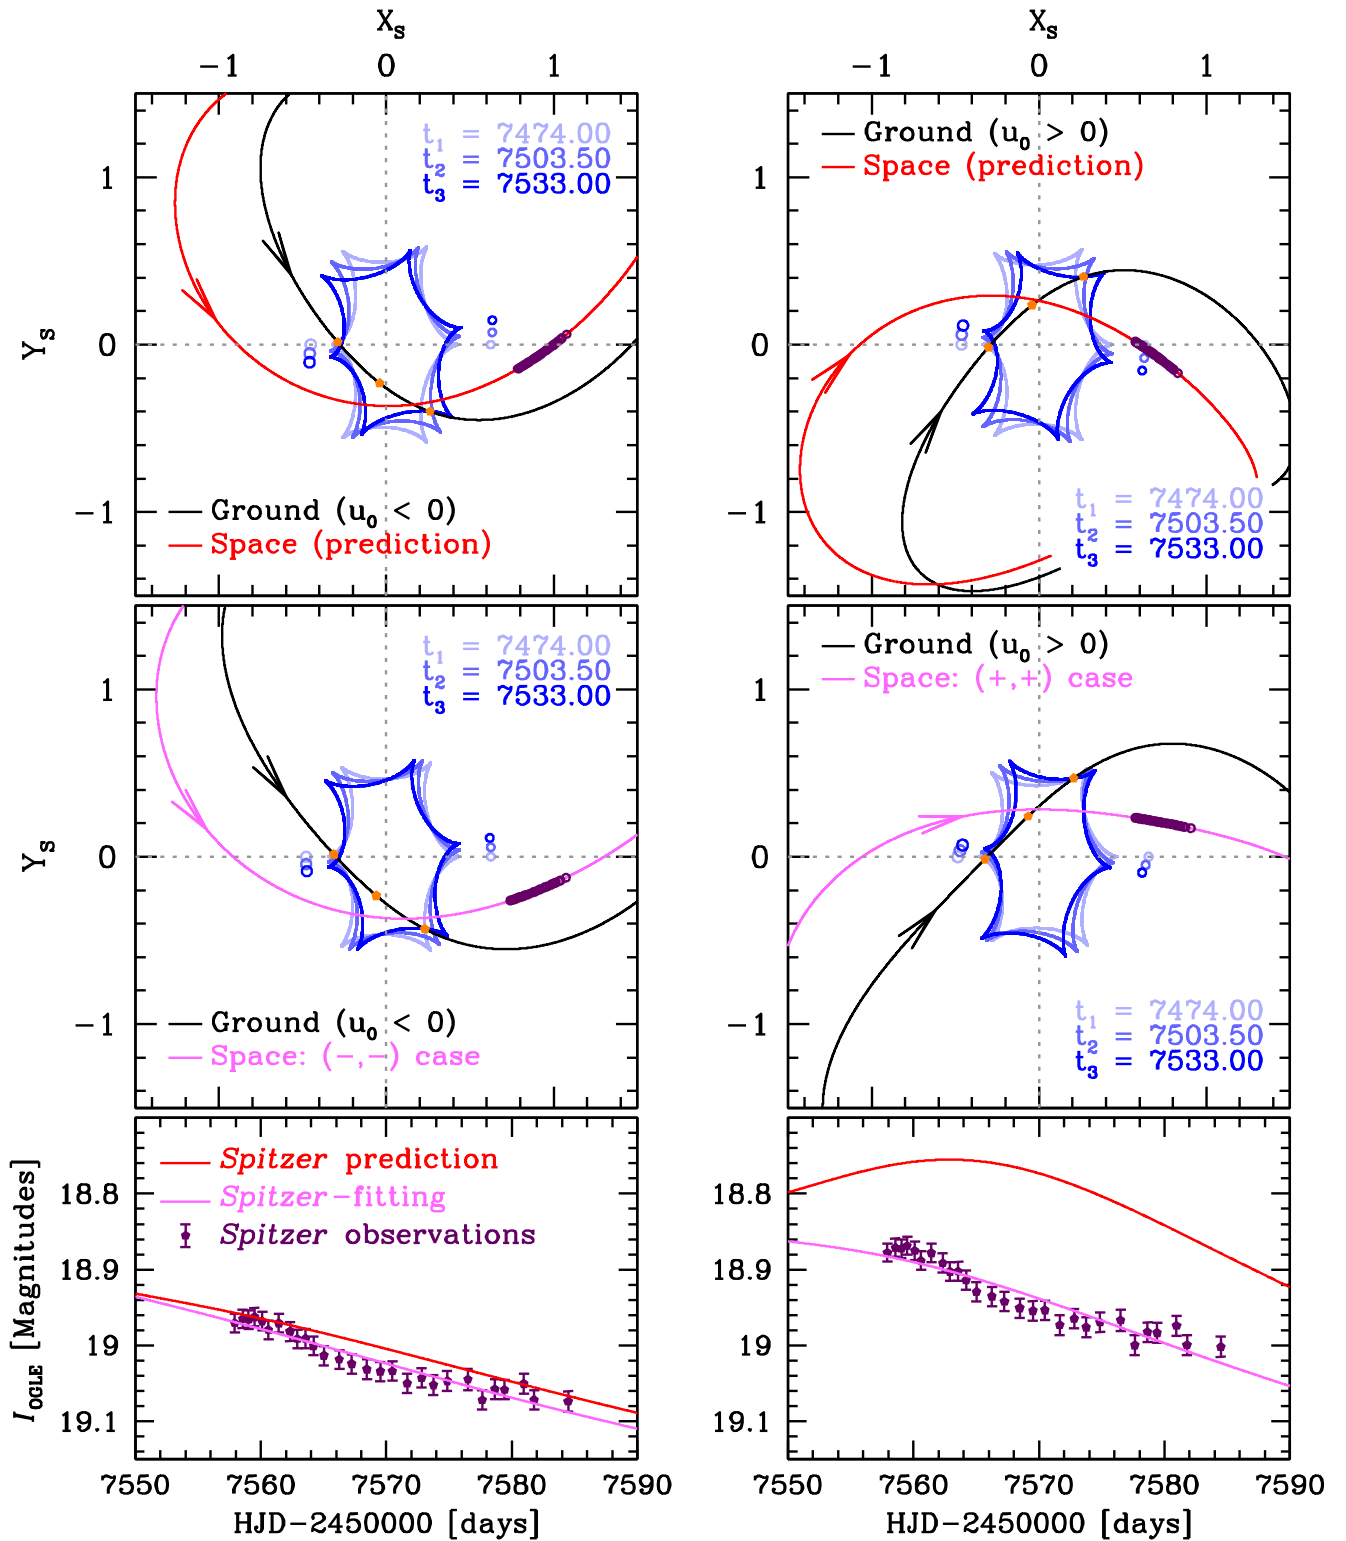 X_S
X_S
−1 0 1
−1 0 1
Y_S
1
0
−1
t_1 = 7474.00
t_2 = 7503.50
t_3 = 7533.00
Ground (u_0 < 0)
Space (prediction)
1
0
−1
Ground (u_0 > 0)
Space (prediction)
t_1 = 7474.00
t_2 = 7503.50
t_3 = 7533.00
Y_S
1
0
−1
t_1 = 7474.00
t_2 = 7503.50
t_3 = 7533.00
Ground (u_0 < 0)
Space: (−,−) case
1
0
−1
Ground (u_0 > 0)
Space: (+,+) case
t_1 = 7474.00
t_2 = 7503.50
t_3 = 7533.00
I_OGLE [Magnitudes]
18.8
18.9
19
19.1
Spitzer prediction
Spitzer−fitting
Spitzer observations
7550 7560 7570 7580 7590
HJD−2450000 [days]
18.8
18.9
19
19.1
7550 7560 7570 7580 7590
HJD−2450000 [days]